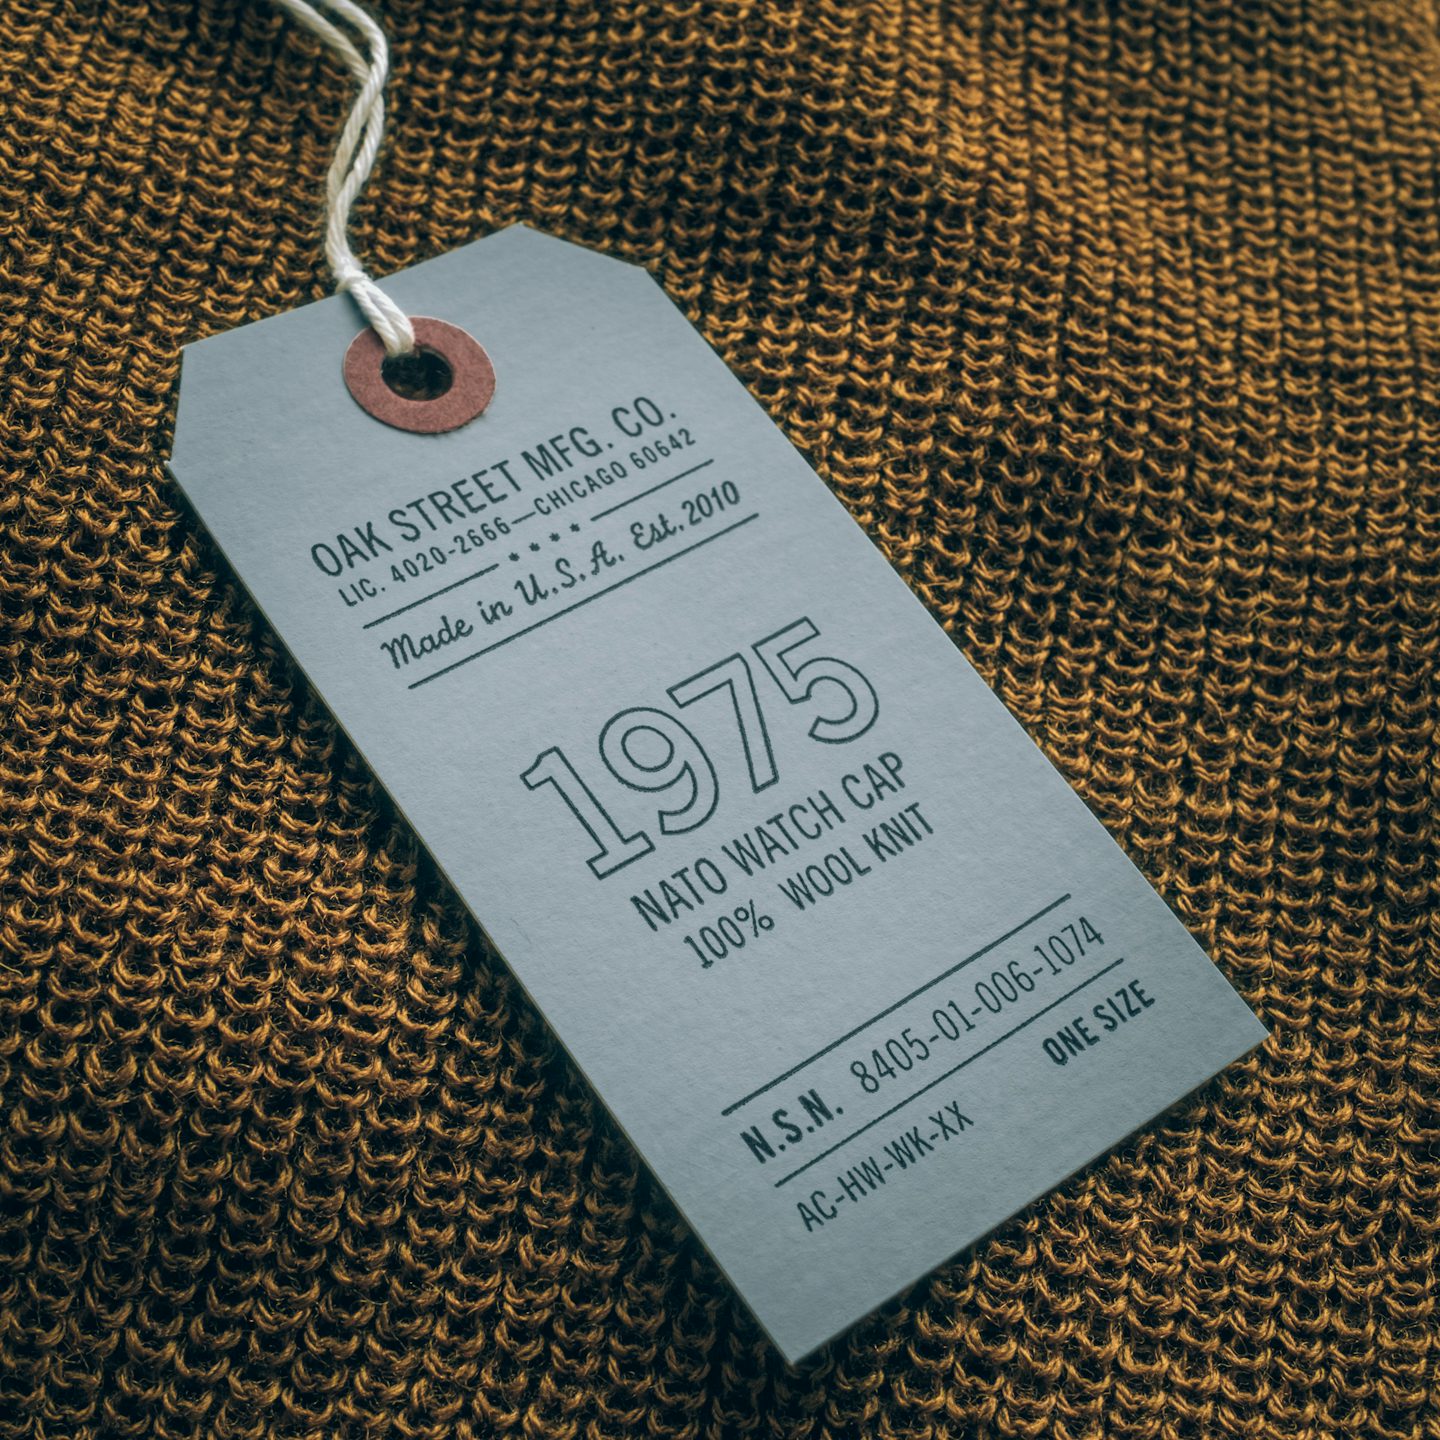 OAK STREET MFG. CO.
LIC. 4020-2666—CHICAGO 60642
Made in U.S.A. Est. 2010
1975
NATO WATCH CAP
100% WOOL KNIT
N.S.N. 8405-01-006-1074
AC-HW-WK-XX ONE SIZE